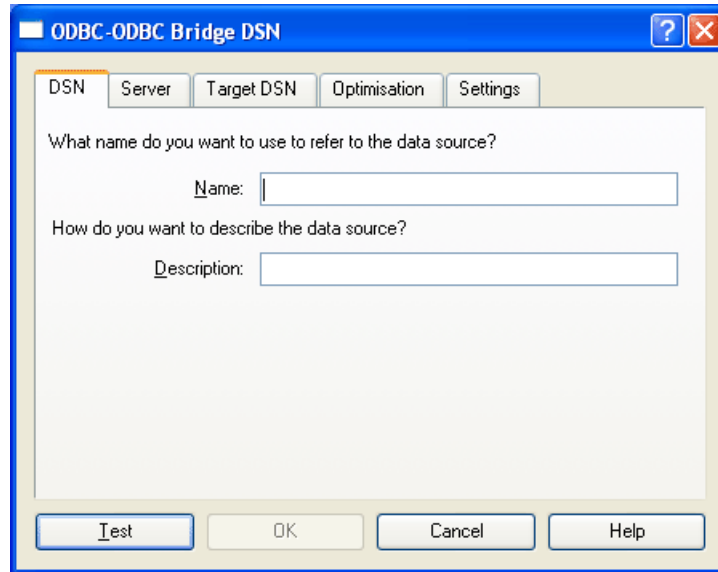 ODBC-ODBC Bridge DSN ?
DSN Server Target DSN Optimisation Settings
What name do you want to use to refer to the data source?
Name:
How do you want to describe the data source?
Description:
Test OK Cancel Help